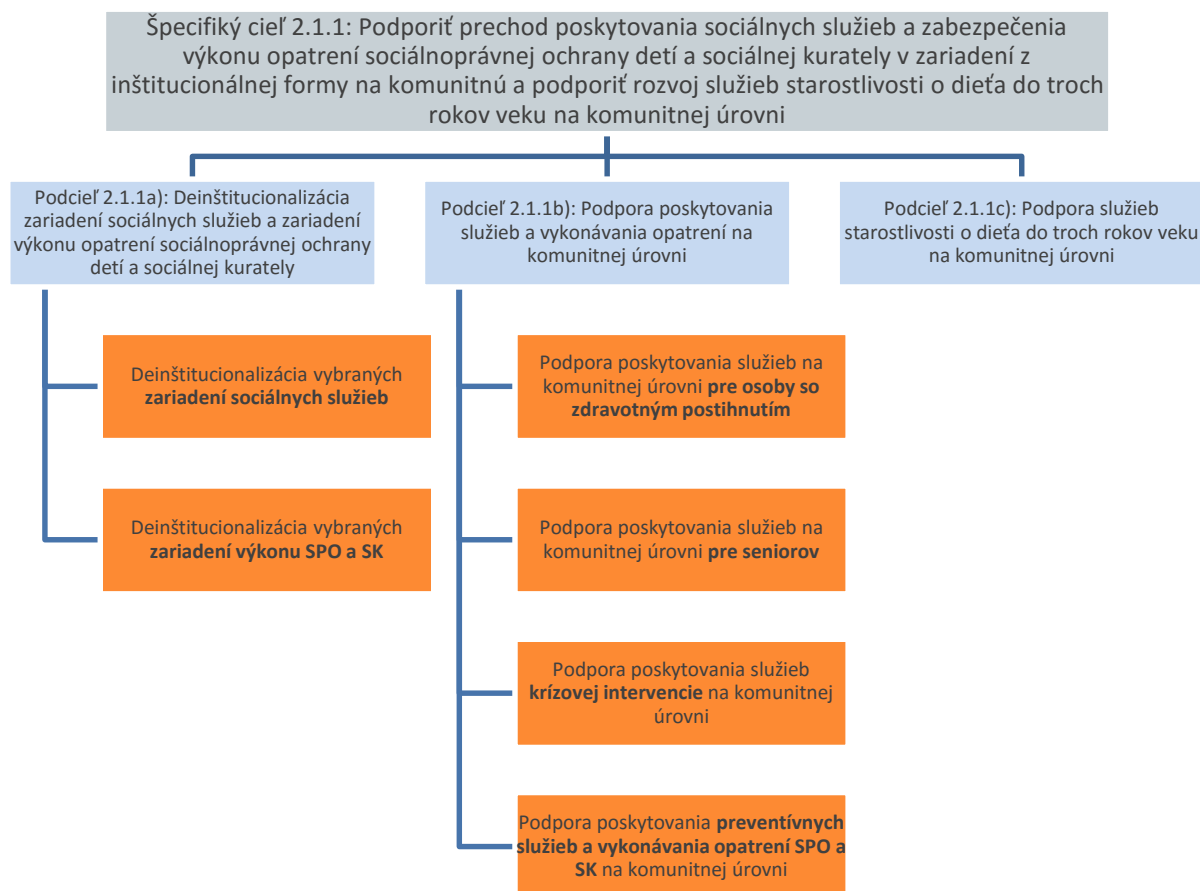 Špecifiký cieľ 2.1.1: Podporiť prechod poskytovania sociálnych služieb a zabezpečenia
výkonu opatrení sociálnoprávnej ochrany detí a sociálnej kurately v zariadení z
inštitucionálnej formy na komunitnú a podporiť rozvoj služieb starostlivosti o dieťa do troch
rokov veku na komunitnej úrovni
Podcieľ 2.1.1a): Deinštitucionalizácia
zariadení sociálnych služieb a zariadení
výkonu opatrení sociálnoprávnej ochrany
detí a sociálnej kurately
Deinštitucionalizácia vybraných
zariadení sociálnych služieb
Deinštitucionalizácia vybraných
zariadení výkonu SPO a SK
Podcieľ 2.1.1b): Podpora poskytovania
služieb a vykonávania opatrení na
komunitnej úrovni
Podpora poskytovania služieb na
komunitnej úrovni pre osoby so
zdravotným postihnutím
Podpora poskytovania služieb na
komunitnej úrovni pre seniorov
Podpora poskytovania služieb
krízovej intervencie na komunitnej
úrovni
Podpora poskytovania preventívnych
služieb a vykonávania opatrení SPO a
SK na komunitnej úrovni
Podcieľ 2.1.1c): Podpora služieb
starostlivosti o dieťa do troch rokov veku
na komunitnej úrovni